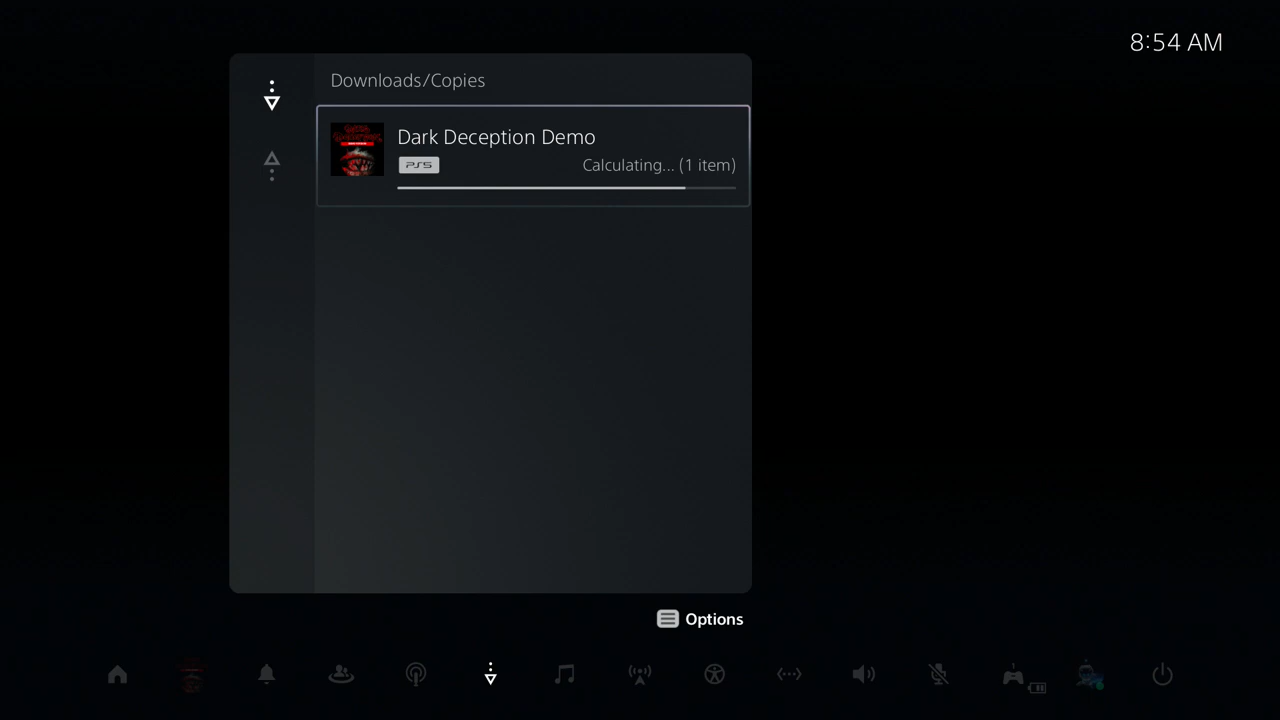 8:54 AM
Downloads/Copies
Dark Deception Demo
PS5
Calculating... (1 item)
Options